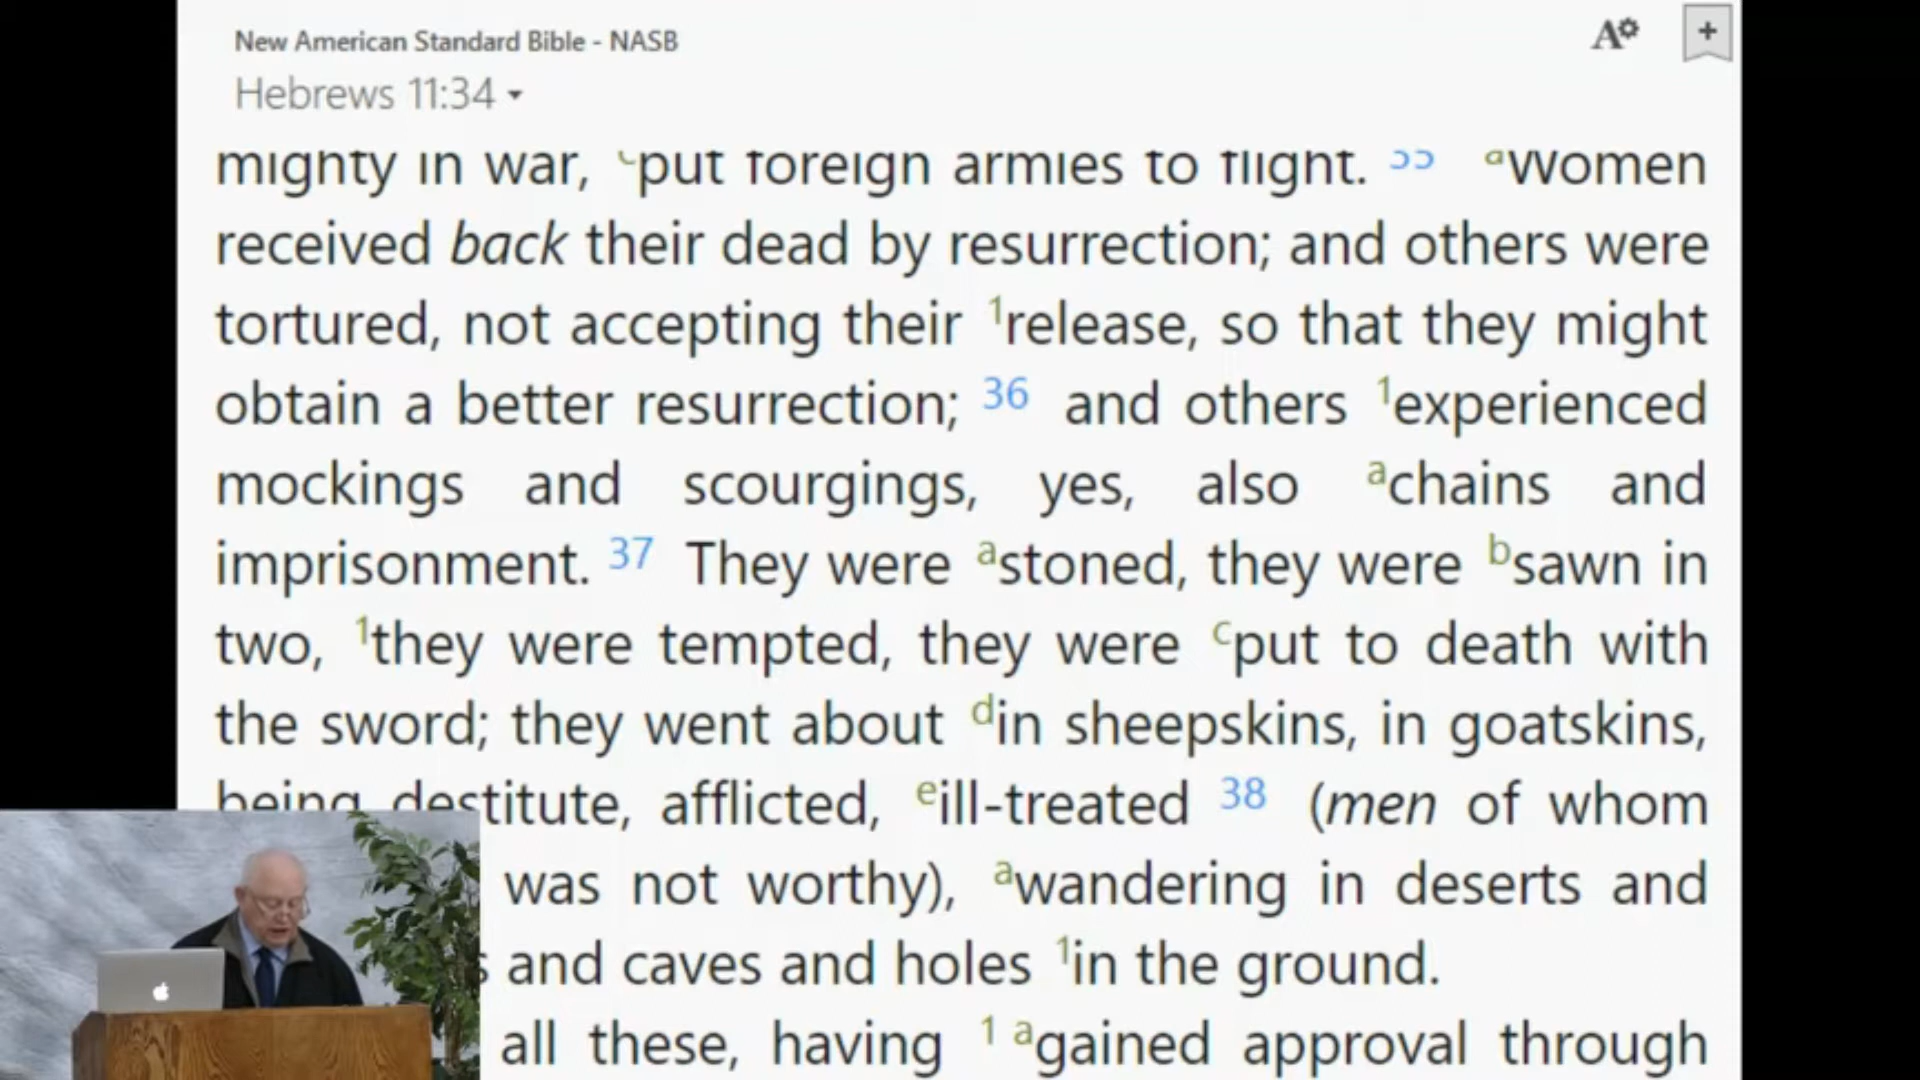 New American Standard Bible - NASB
A
+
Hebrews 11:34
mighty in war, cput foreign armies to flight. 35 aWomen
received back their dead by resurrection; and others were
tortured, not accepting their 1release, so that they might
obtain a better resurrection; 36 and others 1experienced
mockings and scourgings, yes, also achains and
imprisonment. 37 They were astoned, they were bsawn in
two, 1they were tempted, they were cput to death with
the sword; they went about din sheepskins, in goatskins,
being destitute, afflicted, eill-treated 38 (men of whom
was not worthy), awandering in deserts and
s and caves and holes 1in the ground.
all these, having 1 agained approval through